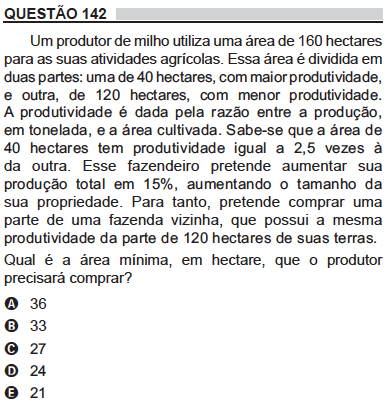 QUESTÃO 142
Um produtor de milho utiliza uma área de 160 hectares
para as suas atividades agrícolas. Essa área é dividida em
duas partes: uma de 40 hectares, com maior produtividade,
e outra, de 120 hectares, com menor produtividade.
A produtividade é dada pela razão entre a produção,
em tonelada, e a área cultivada. Sabe-se que a área de
40 hectares tem produtividade igual a 2,5 vezes à
da outra. Esse fazendeiro pretende aumentar sua
produção total em 15%, aumentando o tamanho da
sua propriedade. Para tanto, pretende comprar uma
parte de uma fazenda vizinha, que possui a mesma
produtividade da parte de 120 hectares de suas terras.
Qual é a área mínima, em hectare, que o produtor
precisará comprar?
A 36
B 33
C 27
D 24
E 21